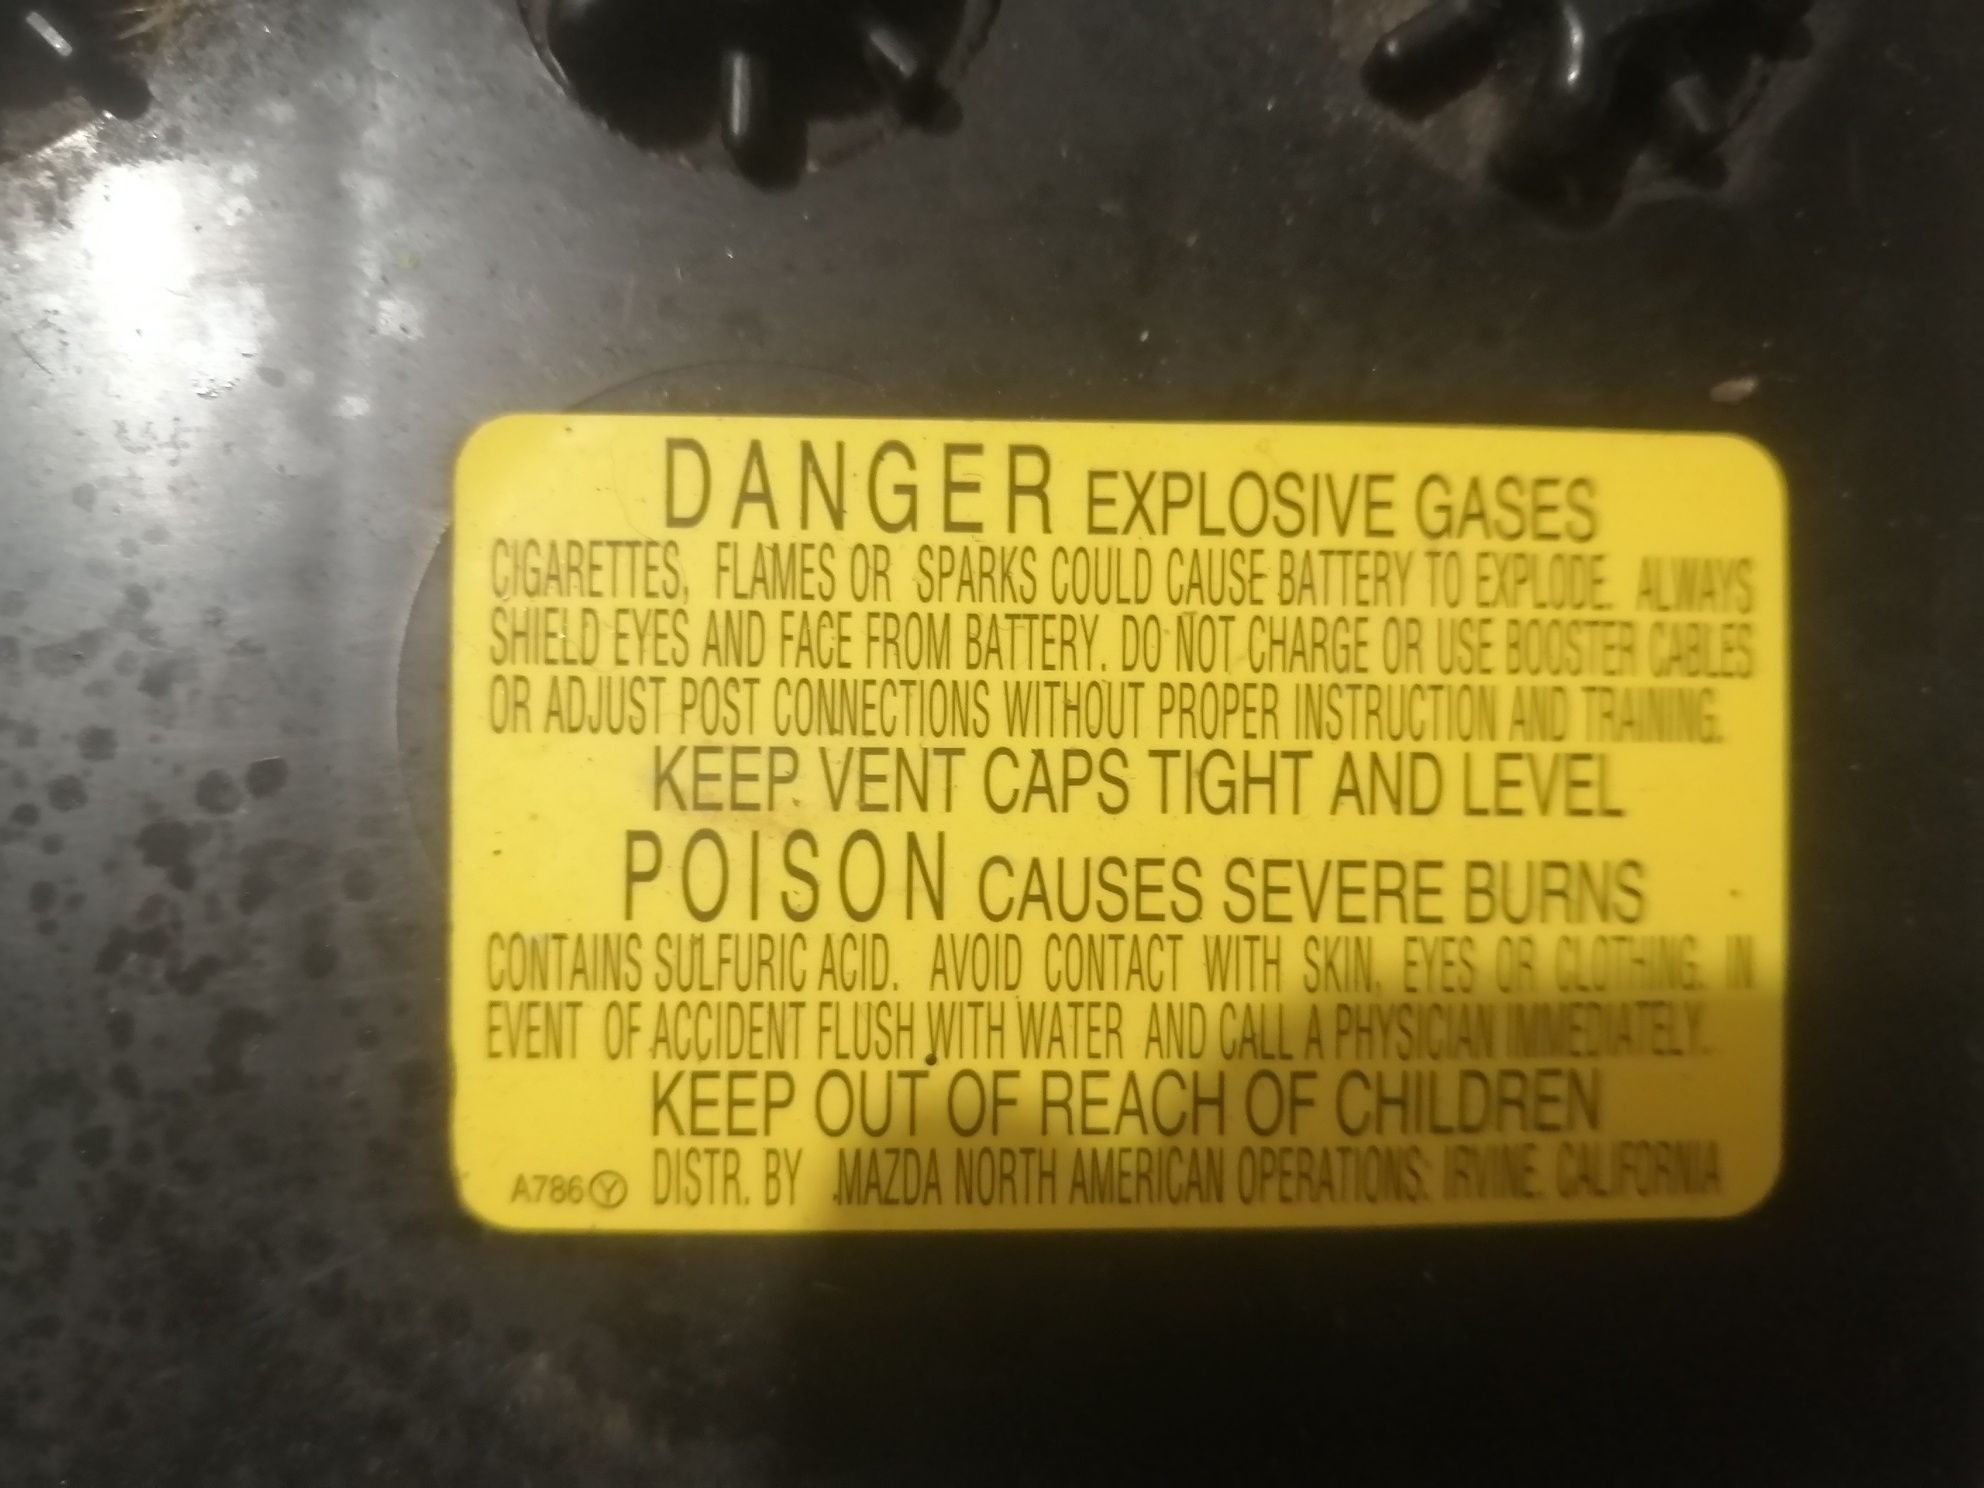 DANGER EXPLOSIVE GASES
CIGARETTES, FLAMES OR SPARKS COULD CAUSE BATTERY TO EXPLODE. ALWAYS
SHIELD EYES AND FACE FROM BATTERY. DO NOT CHARGE OR USE BOOSTER CABLES
OR ADJUST POST CONNECTIONS WITHOUT PROPER INSTRUCTION AND TRAINING.
KEEP VENT CAPS TIGHT AND LEVEL
POISON CAUSES SEVERE BURNS
CONTAINS SULFURIC ACID. AVOID CONTACT WITH SKIN, EYES OR CLOTHING. IN
EVENT OF ACCIDENT FLUSH WITH WATER AND CALL A PHYSICIAN IMMEDIATELY.
KEEP OUT OF REACH OF CHILDREN
A786 Ⓨ DISTR. BY MAZDA NORTH AMERICAN OPERATIONS. IRVINE. CALIFORNIA